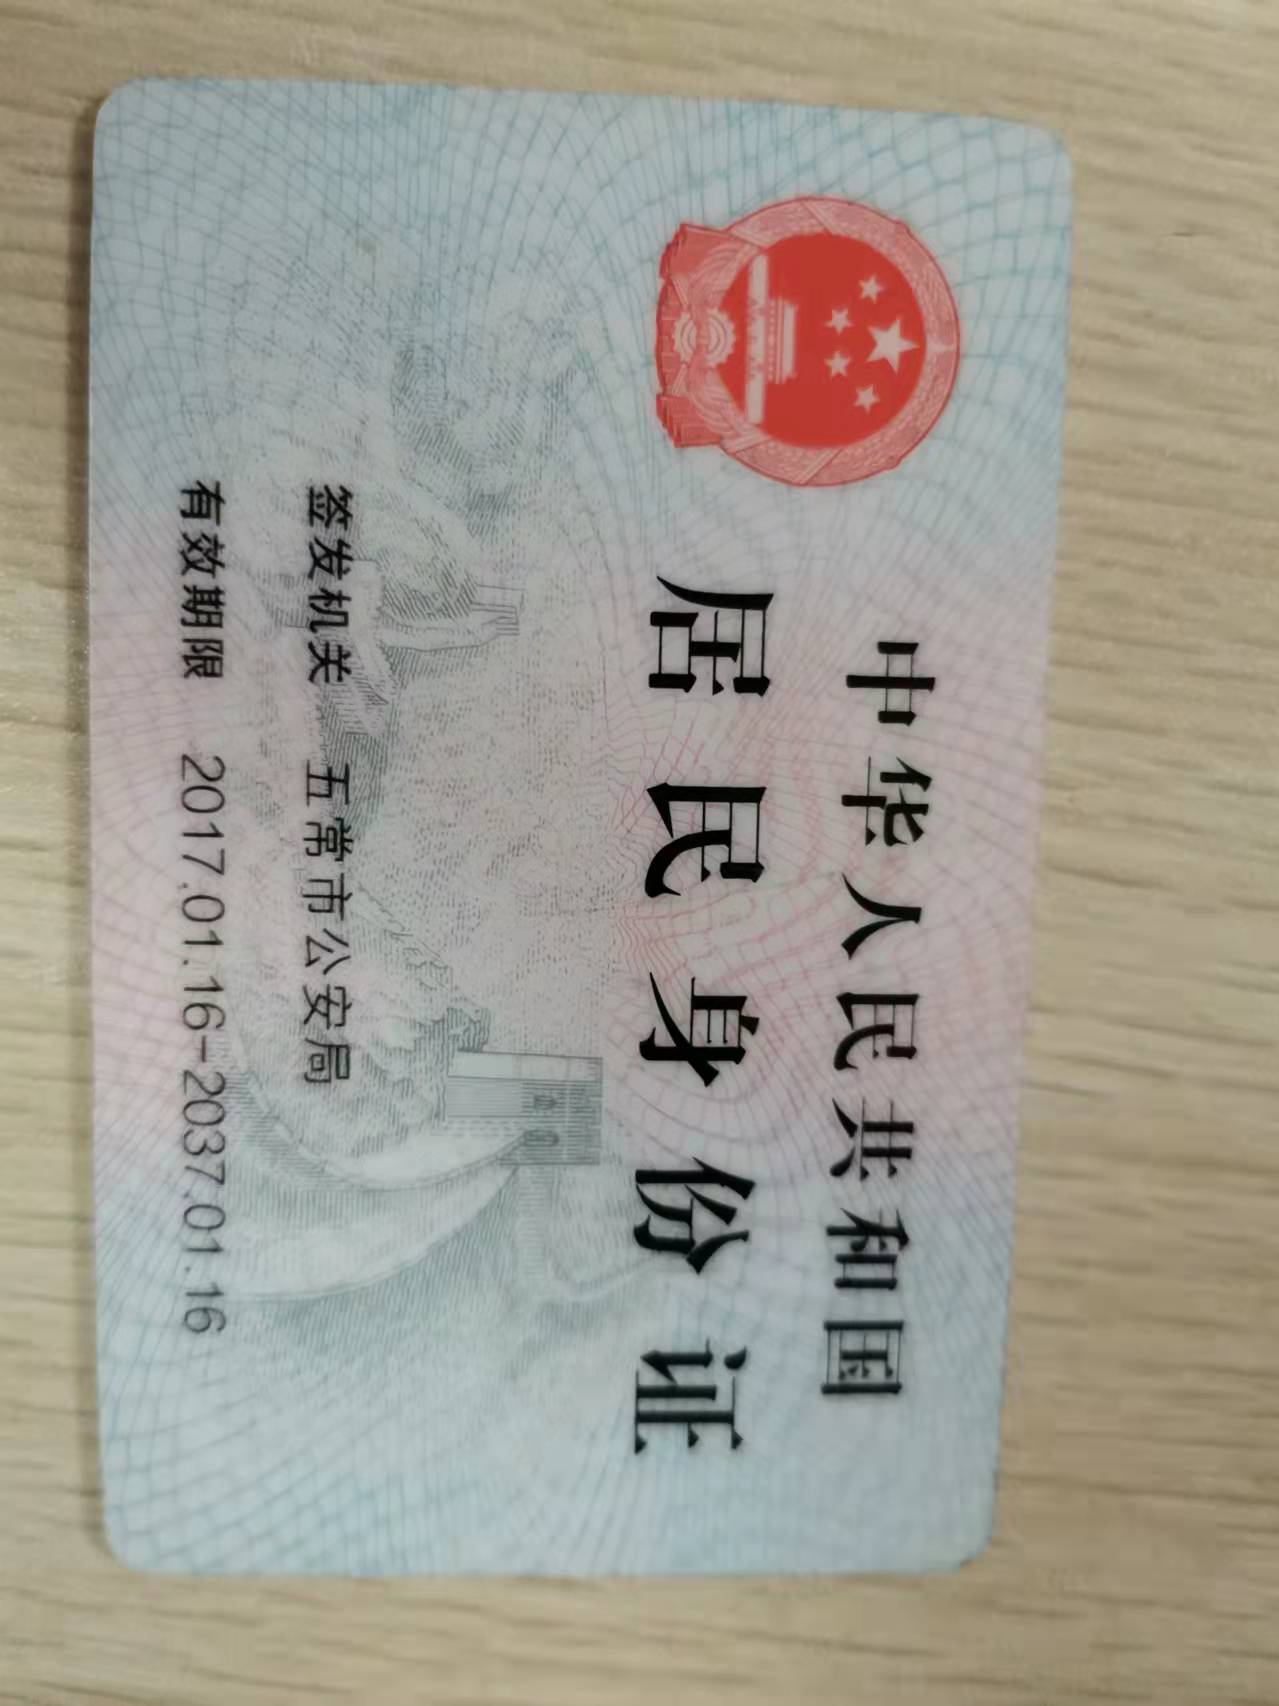 中华人民共和国
居民身份证
签发机关 五常市公安局
有效期限 2017.01.16-2037.01.16